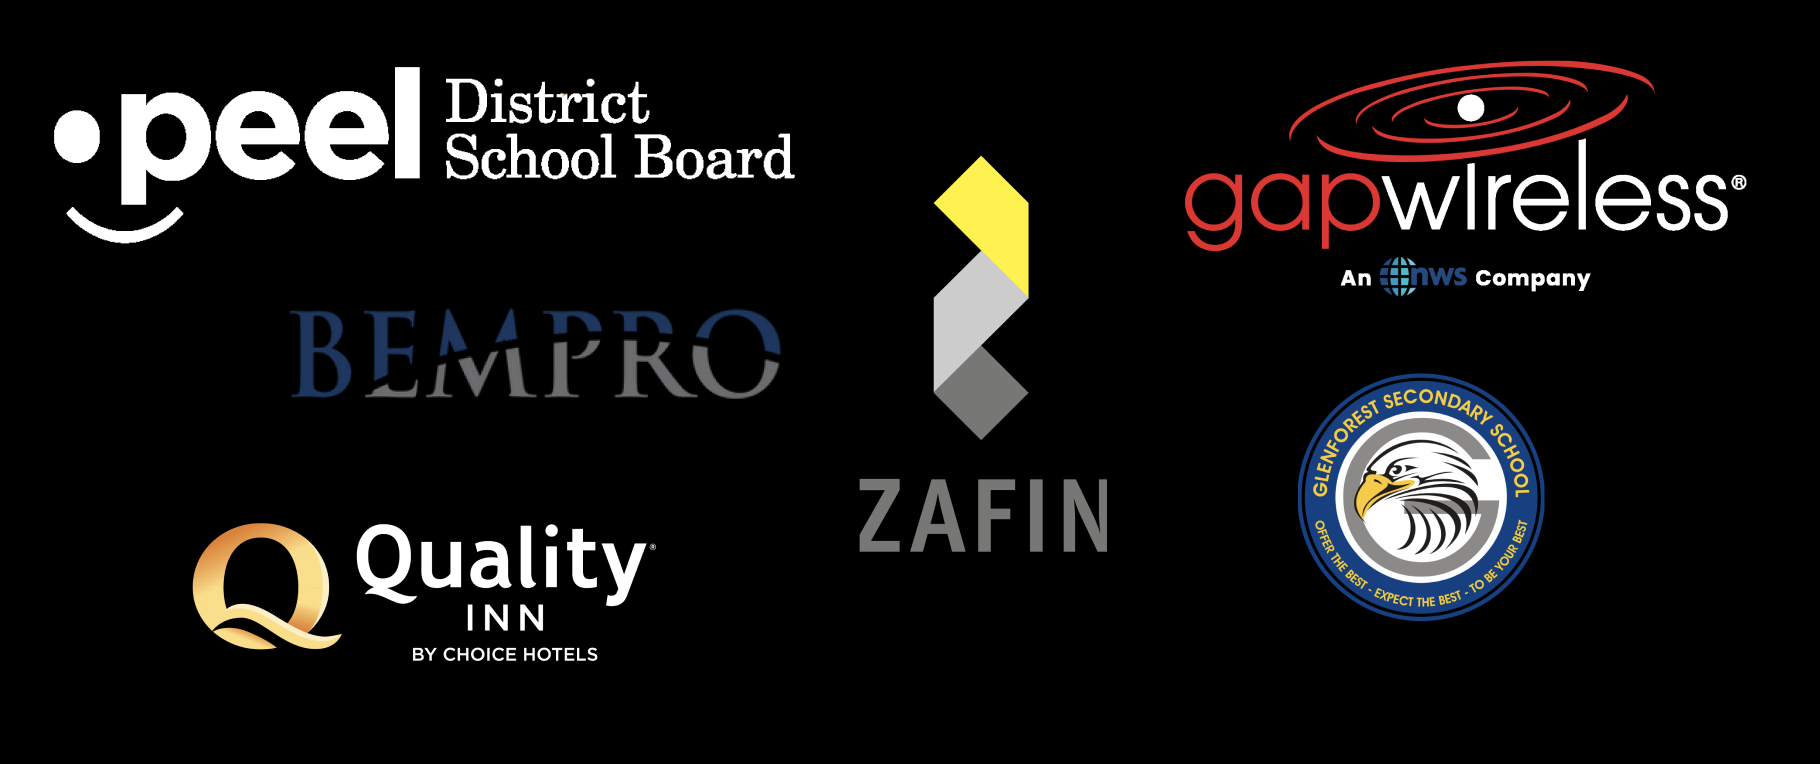 peel District
School Board
gapwireless®
An nws Company
BEMPRO
ZAFIN
GLENFOREST SECONDARY SCHOOL
OFFER THE BEST - EXPECT THE BEST - TO BE YOUR BEST
Quality®
INN
BY CHOICE HOTELS